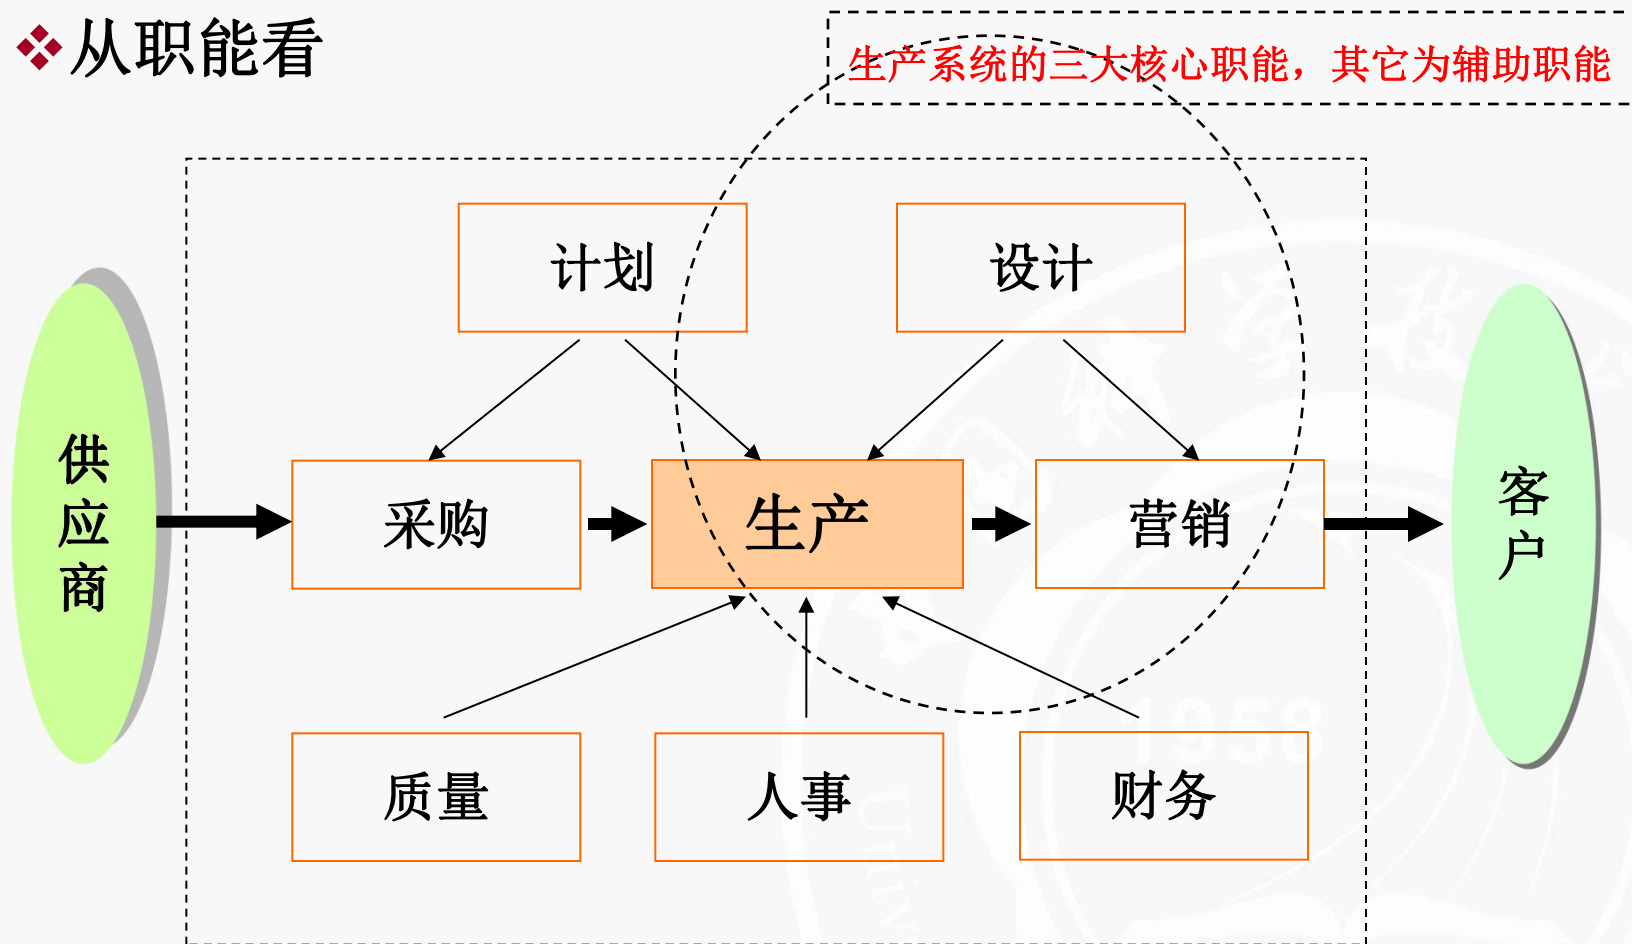 从职能看
生产系统的三大核心职能，其它为辅助职能
计划
设计
供
应
商
采购
生产
营销
客
户
质量
人事
财务
1958
Univ